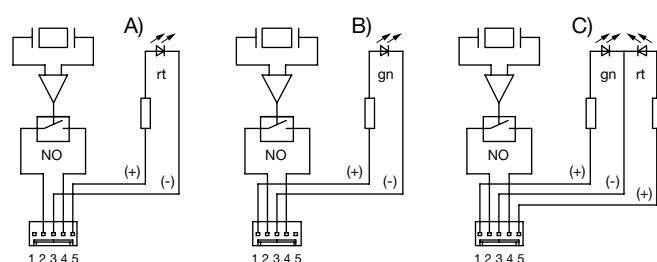 A)
rt
NO
(+)
(-)
1 2 3 4 5
B)
gn
NO
(+)
(-)
1 2 3 4 5
C)
gn
rt
NO
(+)
(-)
(+)
1 2 3 4 5